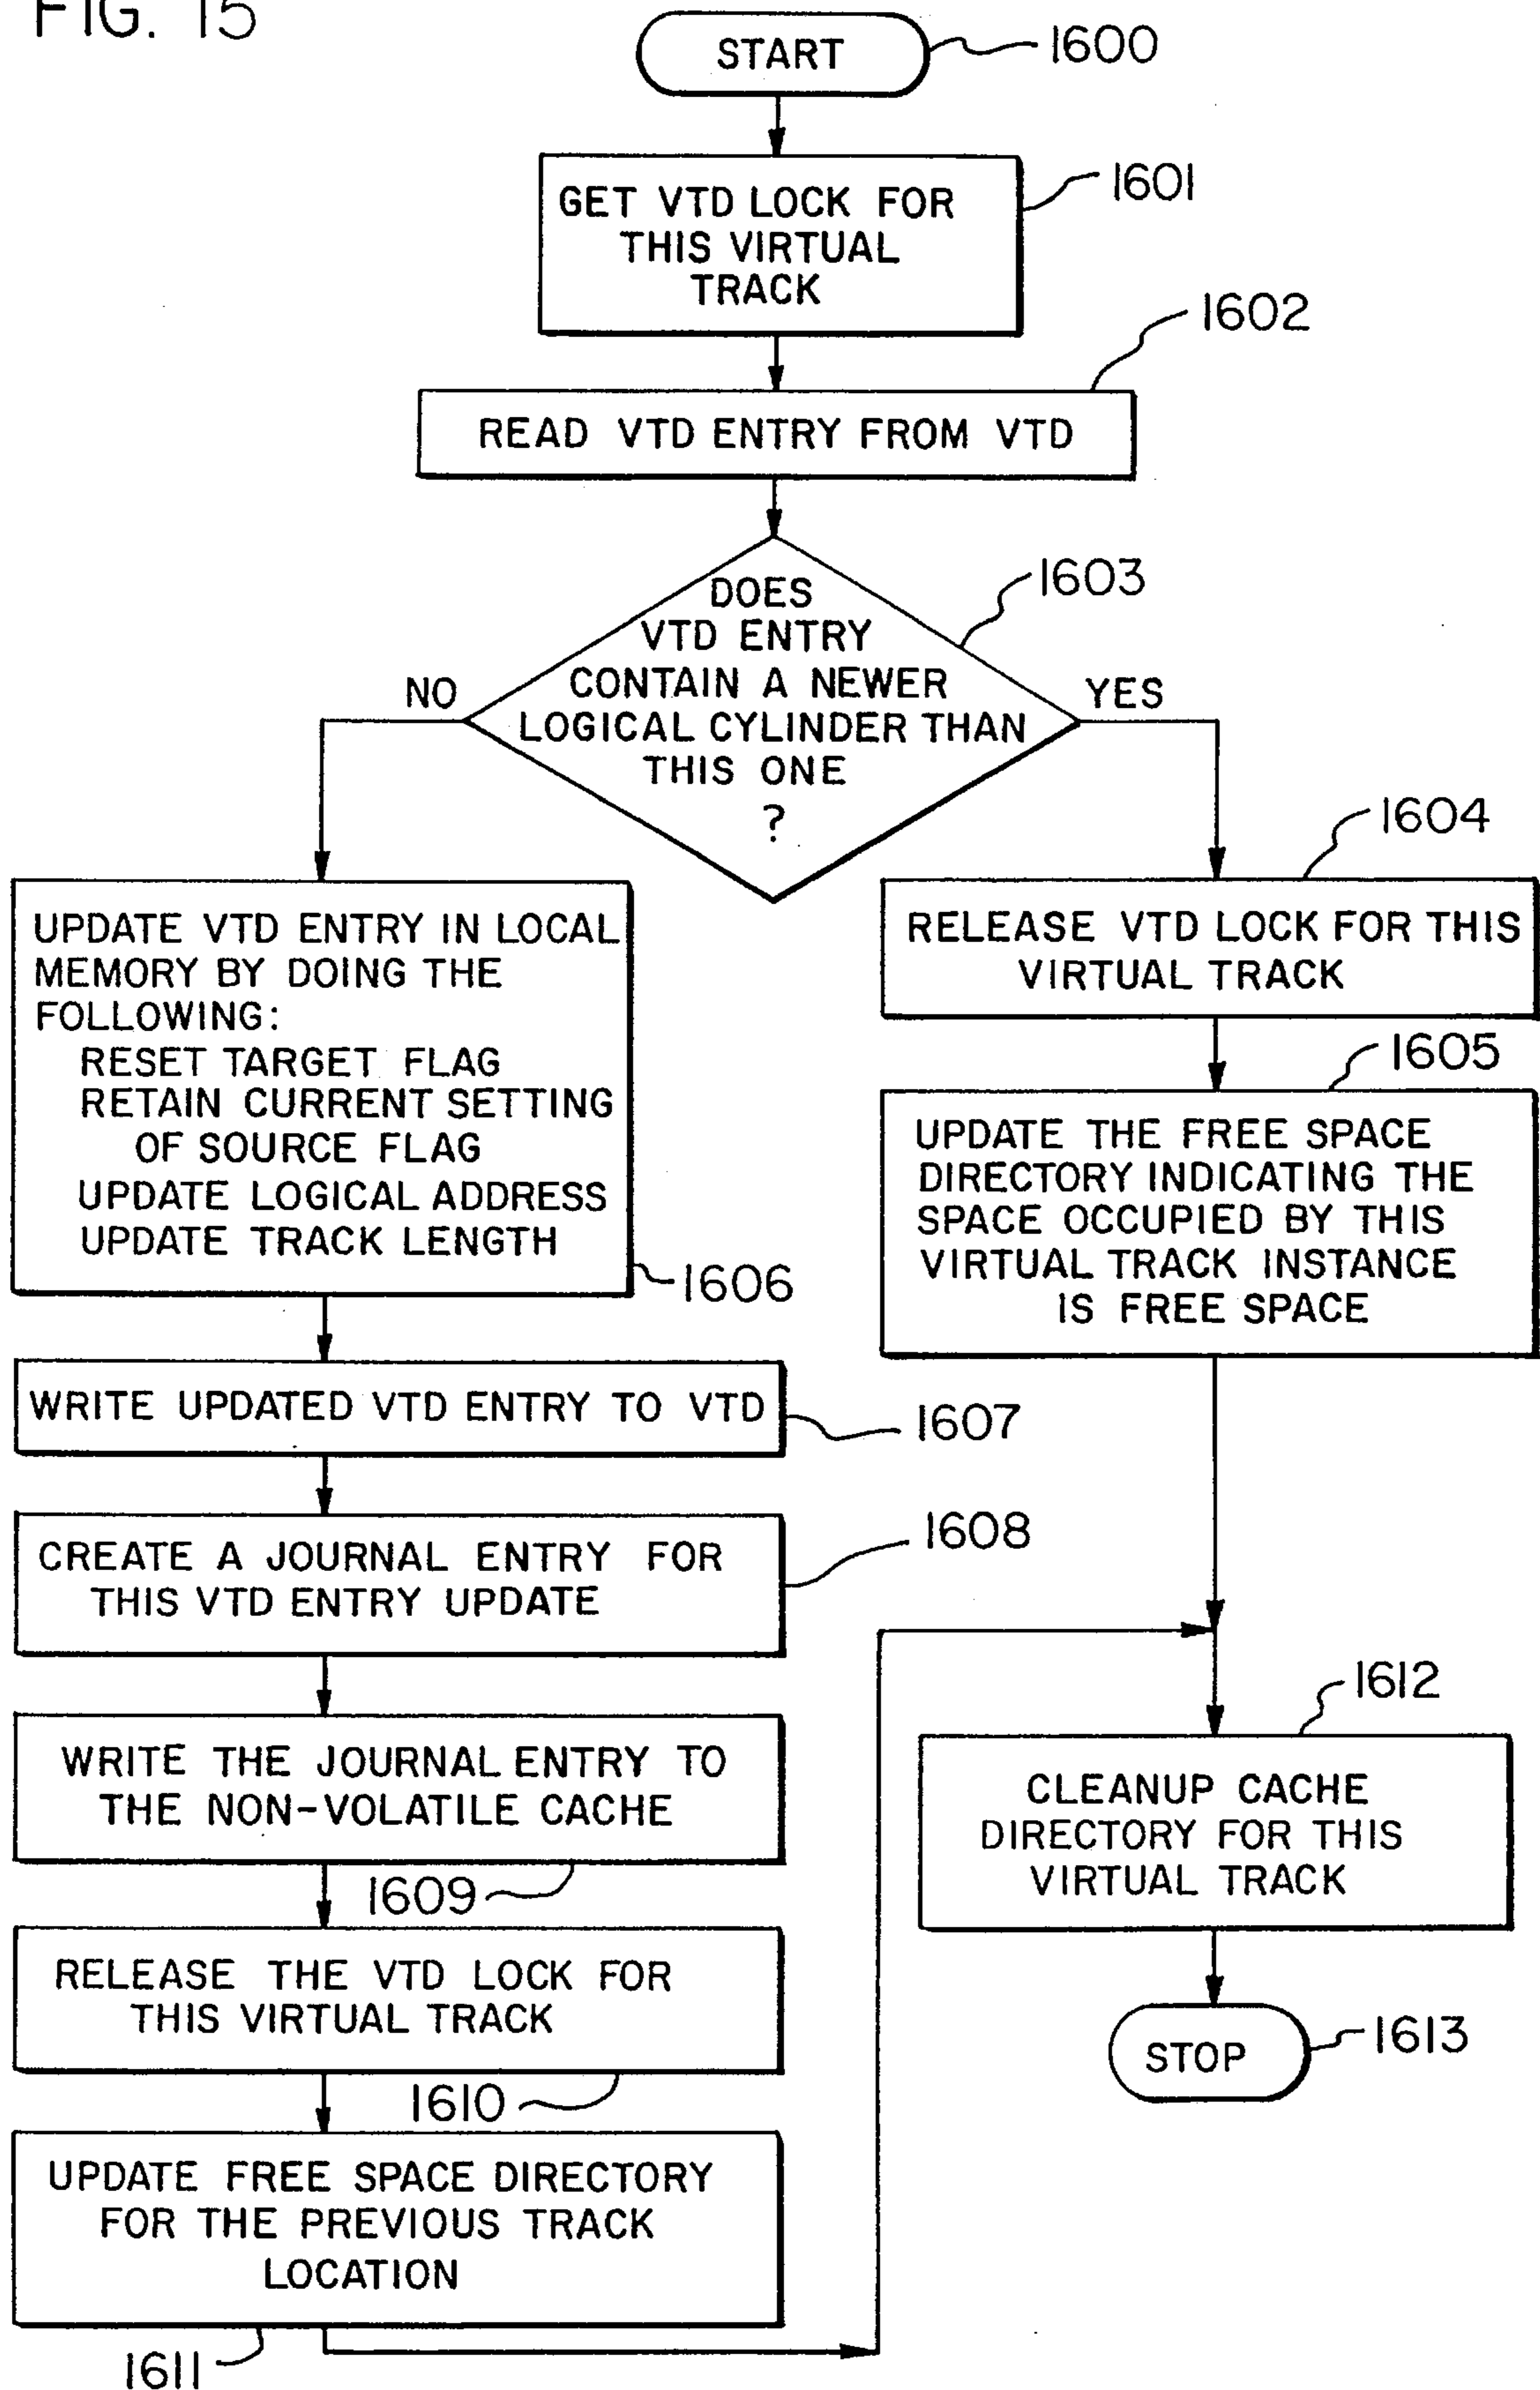 FIG. 15
START
1600
GET VTD LOCK FOR
THIS VIRTUAL
TRACK
1601
1602
READ VTD ENTRY FROM VTD
DOES
VTD ENTRY
CONTAIN A NEWER
LOGICAL CYLINDER THAN
THIS ONE
?
1603
NO
YES
UPDATE VTD ENTRY IN LOCAL
MEMORY BY DOING THE
FOLLOWING:
RESET TARGET FLAG
RETAIN CURRENT SETTING
OF SOURCE FLAG
UPDATE LOGICAL ADDRESS
UPDATE TRACK LENGTH
1606
1604
RELEASE VTD LOCK FOR THIS
VIRTUAL TRACK
1605
UPDATE THE FREE SPACE
DIRECTORY INDICATING THE
SPACE OCCUPIED BY THIS
VIRTUAL TRACK INSTANCE
IS FREE SPACE
WRITE UPDATED VTD ENTRY TO VTD
1607
CREATE A JOURNAL ENTRY FOR
THIS VTD ENTRY UPDATE
1608
WRITE THE JOURNAL ENTRY TO
THE NON-VOLATILE CACHE
1609
RELEASE THE VTD LOCK FOR
THIS VIRTUAL TRACK
1610
UPDATE FREE SPACE DIRECTORY
FOR THE PREVIOUS TRACK
LOCATION
1611
1612
CLEANUP CACHE
DIRECTORY FOR THIS
VIRTUAL TRACK
STOP
1613